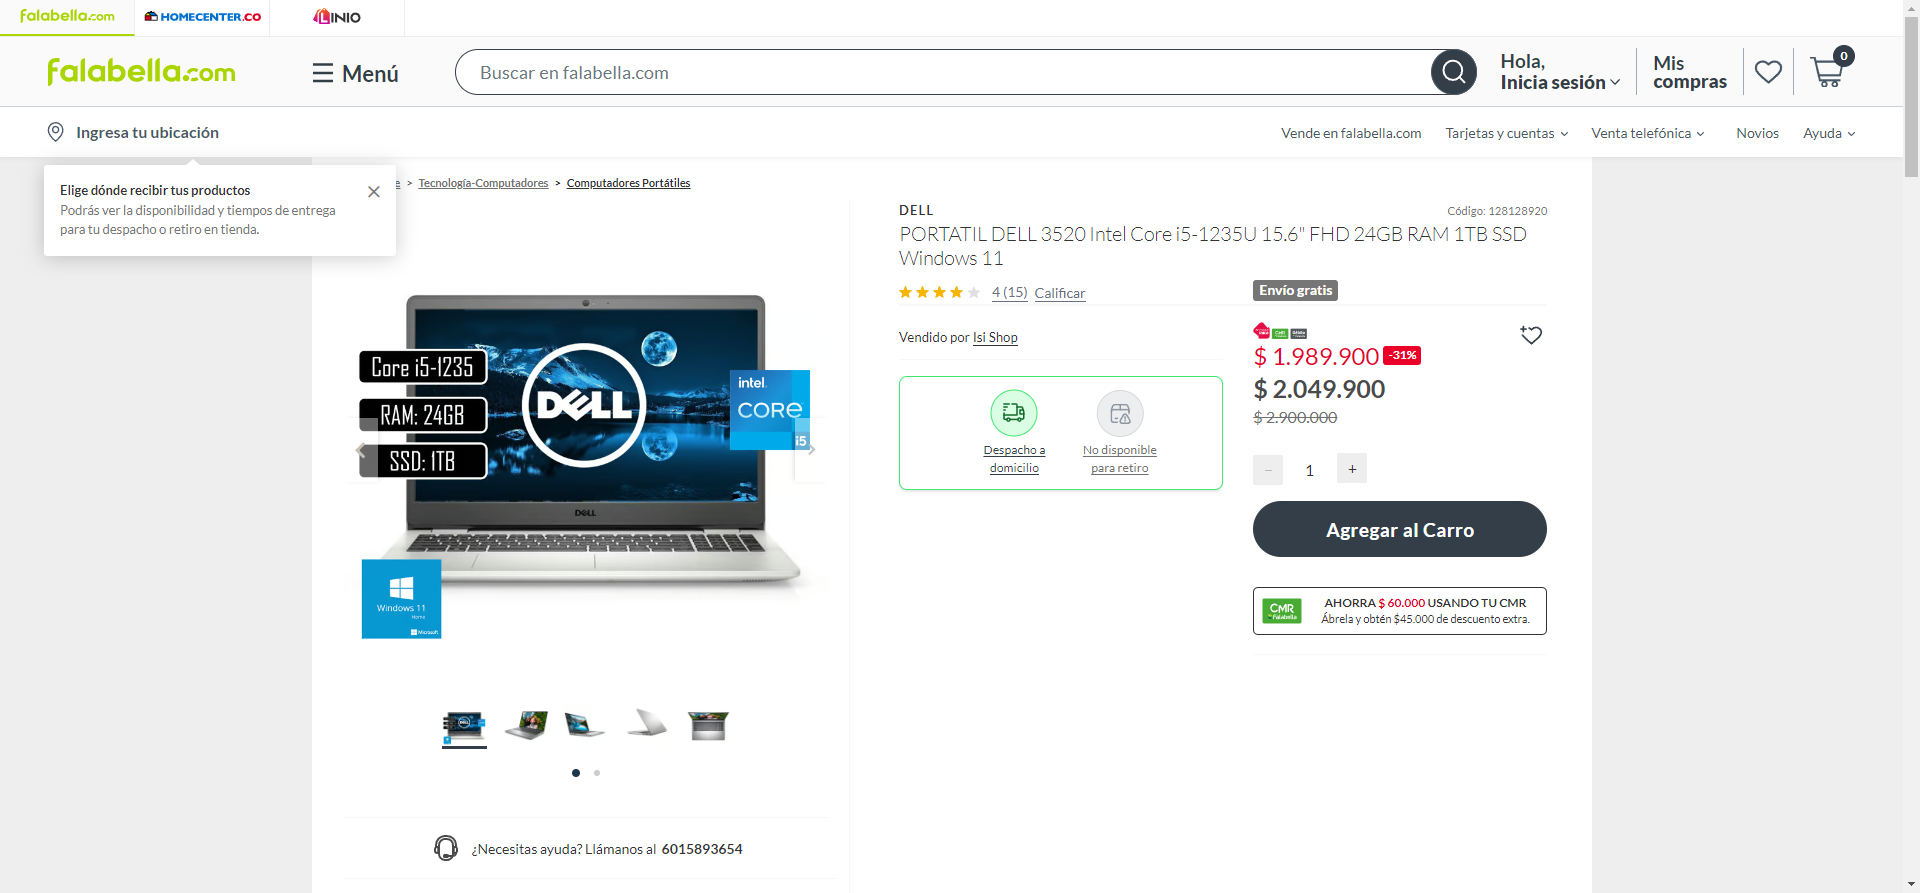 falabella.com
HOMECENTER.CO
LINIO
falabella.com
Menú
Buscar en falabella.com
Hola,
Inicia sesión
Mis
compras
0
Ingresa tu ubicación
Vende en falabella.com
Tarjetas y cuentas
Venta telefónica
Novios
Ayuda
Elige dónde recibir tus productos
Podrás ver la disponibilidad y tiempos de entrega
para tu despacho o retiro en tienda.
e > Tecnología-Computadores > Computadores Portátiles
DELL
Código: 128128920
PORTATIL DELL 3520 Intel Core i5-1235U 15.6" FHD 24GB RAM 1TB SSD
Windows 11
4 (15) Calificar
Envío gratis
Vendido por Isi Shop
CMR
$ 1.989.900 -31%
$ 2.049.900
$ 2.900.000
Despacho a
domicilio
No disponible
para retiro
- 1 +
Agregar al Carro
CMR
Falabella
AHORRA $ 60.000 USANDO TU CMR
Ábrela y obtén $45.000 de descuento extra.
Core i5-1235
RAM: 24GB
SSD: 1TB
DELL
intel.
CORE
i5
DELL
Windows 11
Home
Microsoft
¿Necesitas ayuda? Llámanos al 6015893654